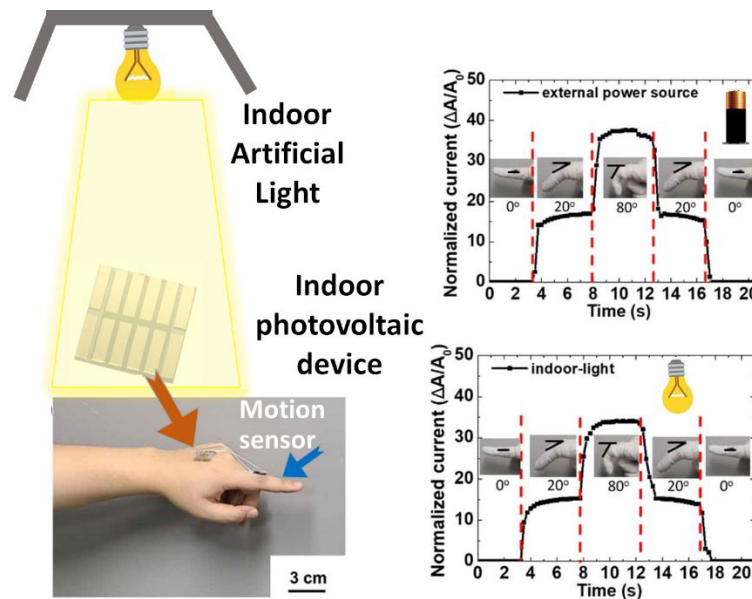 Indoor
Artificial
Light
Indoor
photovoltaic
device
Motion
sensor
3 cm
Normalized current (ΔA/A₀)
50
40
30
20
10
0
external power source
0°
20°
80°
20°
0°
0 2 4 6 8 10 12 14 16 18 20
Time (s)
Normalized current (ΔA/A₀)
50
40
30
20
10
0
indoor-light
0°
20°
80°
20°
0°
0 2 4 6 8 10 12 14 16 18 20
Time (s)